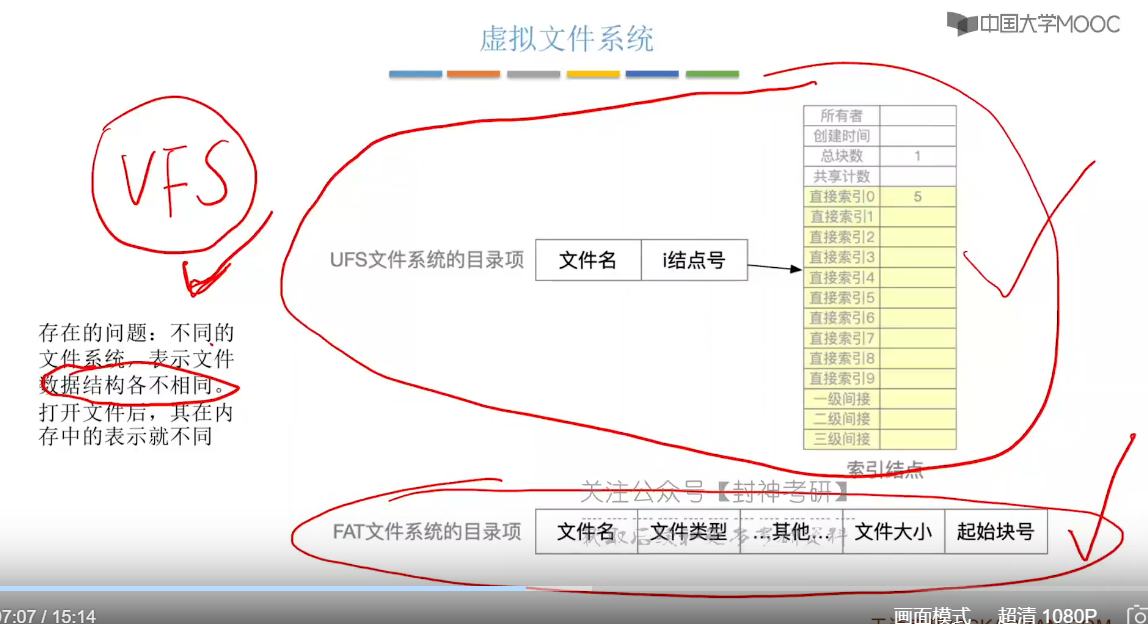 中国大学MOOC
虚拟文件系统
VFS
所有者
创建时间
总块数 1
共享计数
直接索引0 5
直接索引1
直接索引2
直接索引3
直接索引4
直接索引5
直接索引6
直接索引7
直接索引8
直接索引9
一级间接
二级间接
三级间接
索引结点
UFS文件系统的目录项 文件名 i结点号
存在的问题：不同的
文件系统，表示文件
数据结构各不相同。
打开文件后，其在内
存中的表示就不同
关注公众号【封神考研】
FAT文件系统的目录项 文件名 文件类型 …其他… 文件大小 起始块号
07:07 / 15:14
画面模式 超清 1080P